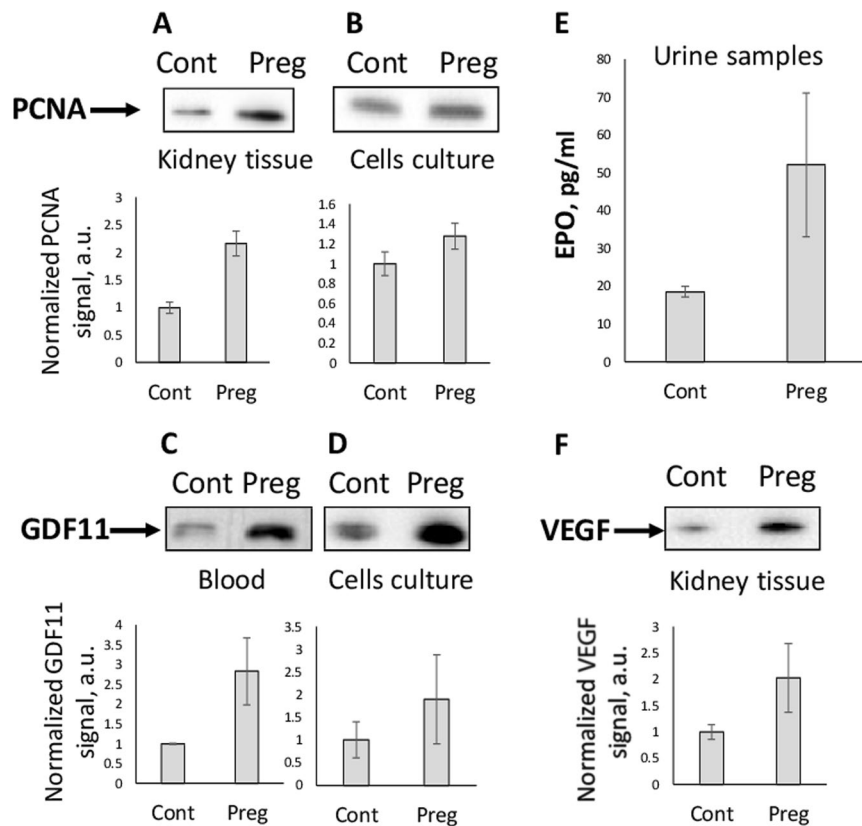 A
B
E
Cont Preg
Cont Preg
Urine samples
PCNA
Kidney tissue
Cells culture
Normalized PCNA
signal, a.u.
3
2.5
2
1.5
1
0.5
0
Cont Preg
1.6
1.4
1.2
1
0.8
0.6
0.4
0.2
0
Cont Preg
EPO, pg/ml
80
70
60
50
40
30
20
10
0
Cont Preg
C
D
F
Cont Preg
Cont Preg
Cont Preg
GDF11
VEGF
Blood
Cells culture
Kidney tissue
Normalized GDF11
signal, a.u.
4
3.5
3
2.5
2
1.5
1
0.5
0
Cont Preg
3.5
3
2.5
2
1.5
1
0.5
0
Cont Preg
Normalized VEGF
signal, a.u.
3
2.5
2
1.5
1
0.5
0
Cont Preg